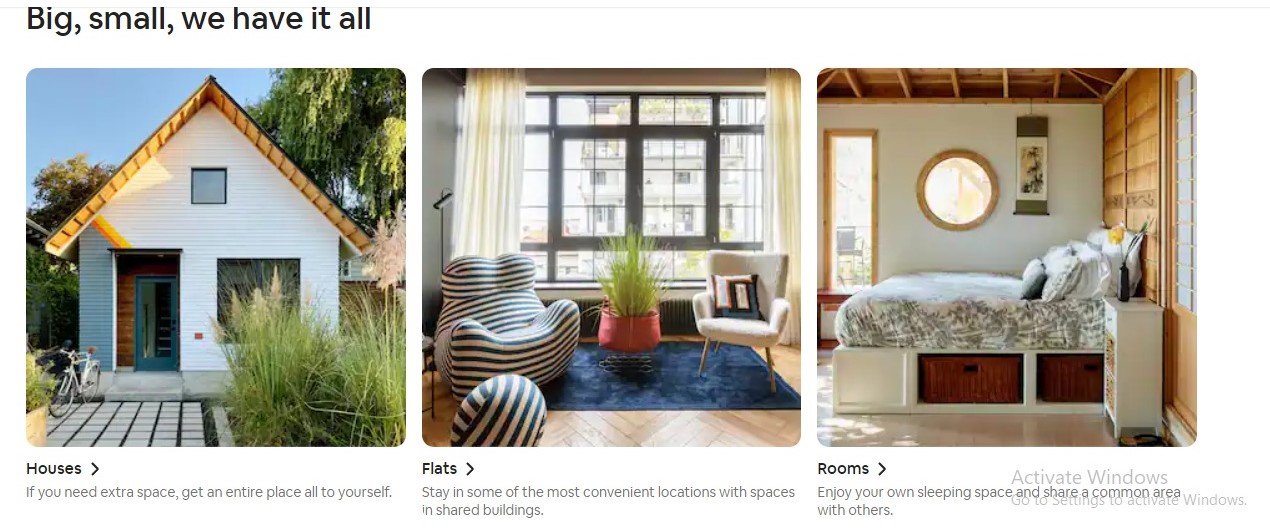 Big, small, we have it all
Houses
If you need extra space, get an entire place all to yourself.
Flats
Stay in some of the most convenient locations with spaces
in shared buildings.
Rooms
Enjoy your own sleeping space and share a common area
with others.
Activate Windows
Go to Settings to activate Windows.